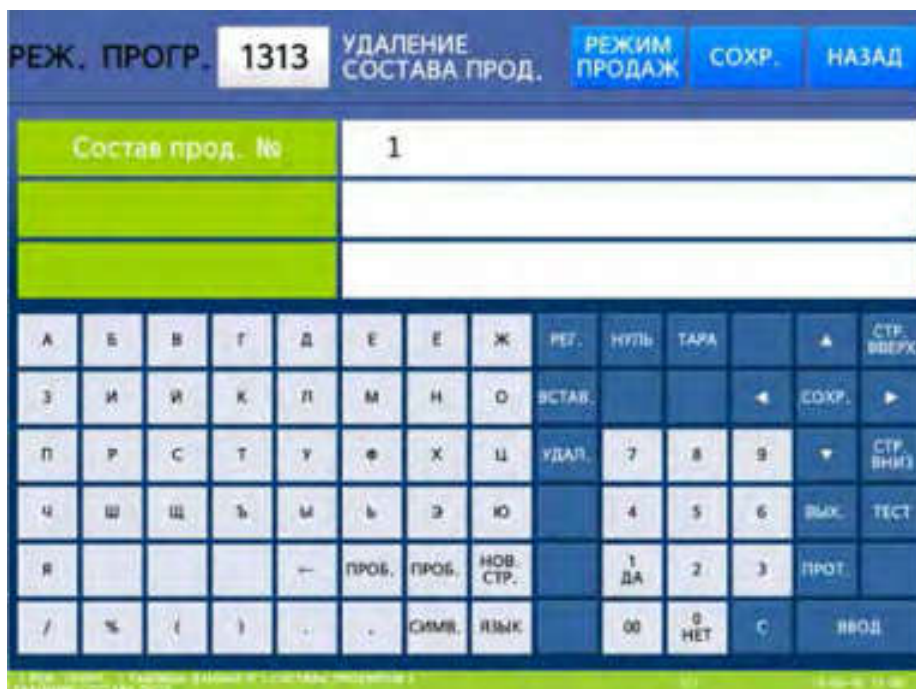 РЕЖ. ПРОГР. 1313 УДАЛЕНИЕ СОСТАВА ПРОД. РЕЖИМ ПРОДАЖ СОХР. НАЗАД
Состав прод. № 1
А Б В Г Д Е Ё Ж РЕГ. НУЛЬ ТАРА ▲ СТР. ВВЕРХ
З И Й К Л М Н О ВСТАВ. ◄ СОХР. ►
П Р С Т У Ф Х Ц УДАЛ. 7 8 9 ▼ СТР. ВНИЗ
Ч Ш Щ Ъ Ы Ь Э Ю 4 5 6 ВЫХ. ТЕСТ
Я ← ПРОБ. ПРОБ. НОВ. СТР. 1 ДА 2 3 ПРОТ.
/ % ( ) . СИМВ. ЯЗЫК 00 0 НЕТ С ВВОД